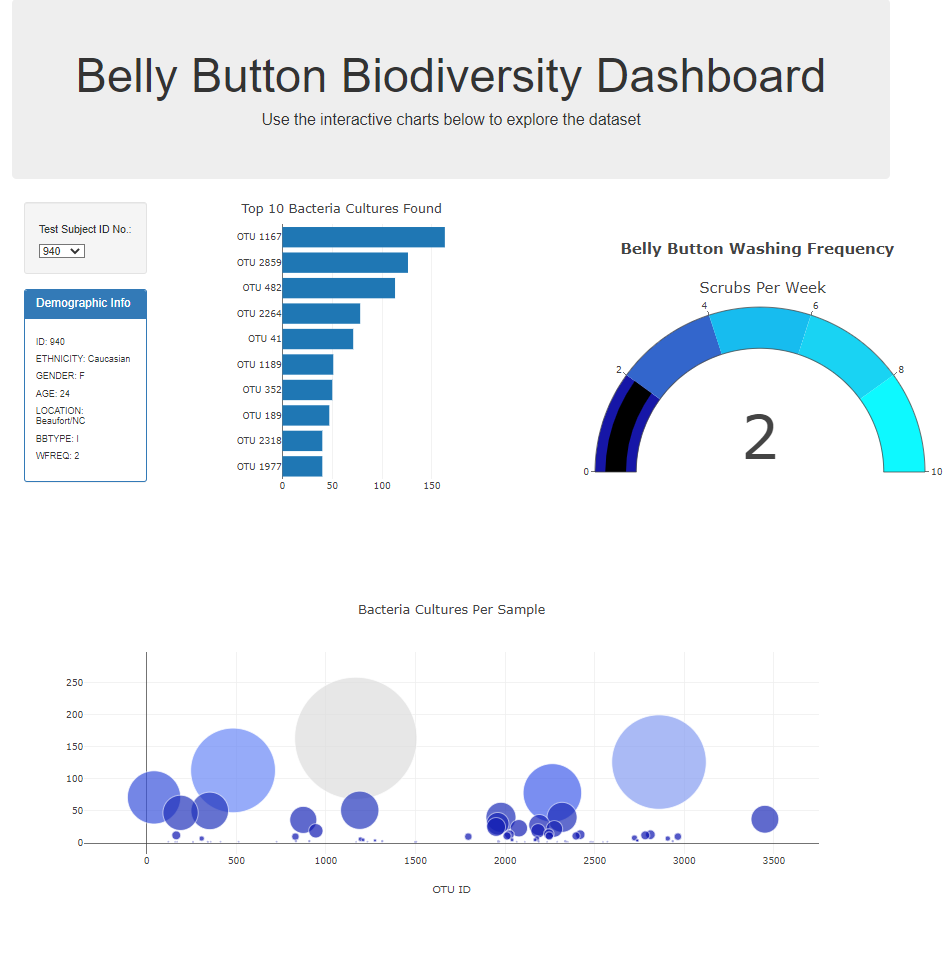 Belly Button Biodiversity Dashboard
Use the interactive charts below to explore the dataset
Test Subject ID No.:
940
Demographic Info
ID: 940
ETHNICITY: Caucasian
GENDER: F
AGE: 24
LOCATION:
Beaufort/NC
BBTYPE: I
WFREQ: 2
Top 10 Bacteria Cultures Found
OTU 1167
OTU 2859
OTU 482
OTU 2264
OTU 41
OTU 1189
OTU 352
OTU 189
OTU 2318
OTU 1977
0 50 100 150
Belly Button Washing Frequency
Scrubs Per Week
0 2 4 6 8 10
2
Bacteria Cultures Per Sample
250
200
150
100
50
0
0 500 1000 1500 2000 2500 3000 3500
OTU ID